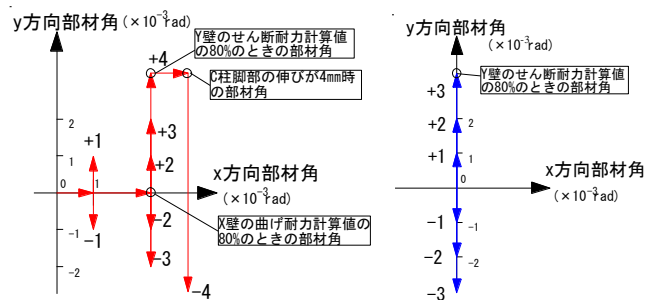 y方向部材角(×10⁻³rad)
Y壁のせん断耐力計算値
の80%のときの部材角
+4
C柱脚部の伸びが4mm時
の部材角
+3
2
+1
1
+2
x方向部材角
0
1
(×10⁻³rad)
-1
-1
-2
X壁の曲げ耐力計算値の
80%のときの部材角
-2
-3
-4
y方向部材角
(×10⁻³rad)
Y壁のせん断耐力計算値
の80%のときの部材角
+3
+2
2
+1
1
x方向部材角
0
(×10⁻³rad)
-1
-1
-2
-2
-3